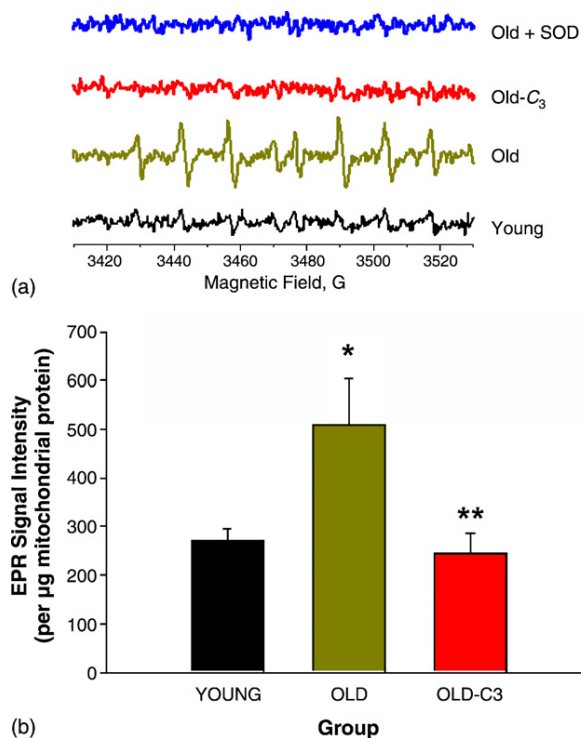 Old + SOD
Old-C3
Old
Young
3420 3440 3460 3480 3500 3520
Magnetic Field, G
(a)
700
600
500
400
300
200
100
0
EPR Signal Intensity
(per μg mitochondrial protein)
*
**
YOUNG OLD OLD-C3
Group
(b)